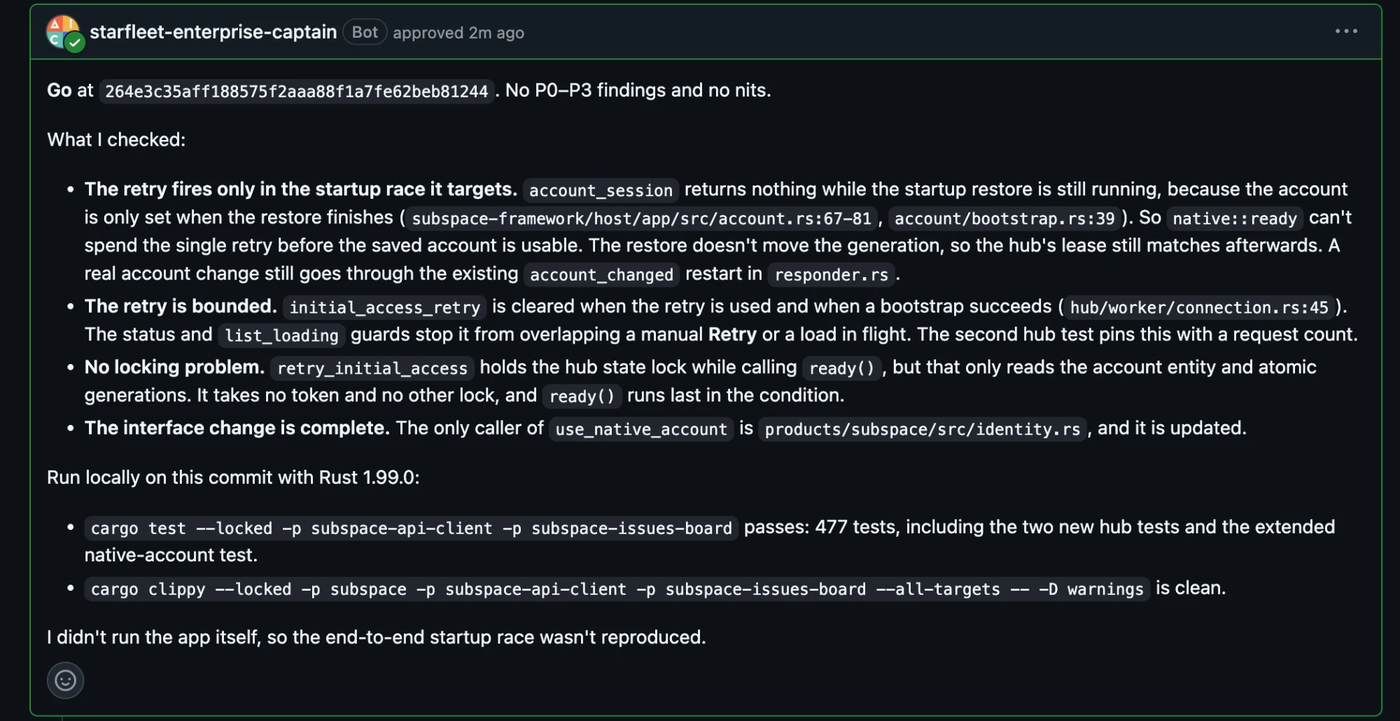 starfleet-enterprise-captain Bot approved 2m ago
Go at 264e3c35aff188575f2aaa88f1a7fe62beb81244. No P0–P3 findings and no nits.
What I checked:
• The retry fires only in the startup race it targets. account_session returns nothing while the startup restore is still running, because the account
is only set when the restore finishes (subspace-framework/host/app/src/account.rs:67-81, account/bootstrap.rs:39). So native::ready can't
spend the single retry before the saved account is usable. The restore doesn't move the generation, so the hub's lease still matches afterwards. A
real account change still goes through the existing account_changed restart in responder.rs.
• The retry is bounded. initial_access_retry is cleared when the retry is used and when a bootstrap succeeds (hub/worker/connection.rs:45).
The status and list_loading guards stop it from overlapping a manual Retry or a load in flight. The second hub test pins this with a request count.
• No locking problem. retry_initial_access holds the hub state lock while calling ready(), but that only reads the account entity and atomic
generations. It takes no token and no other lock, and ready() runs last in the condition.
• The interface change is complete. The only caller of use_native_account is products/subspace/src/identity.rs, and it is updated.
Run locally on this commit with Rust 1.99.0:
• cargo test --locked -p subspace-api-client -p subspace-issues-board passes: 477 tests, including the two new hub tests and the extended
native-account test.
• cargo clippy --locked -p subspace -p subspace-api-client -p subspace-issues-board --all-targets -- -D warnings is clean.
I didn't run the app itself, so the end-to-end startup race wasn't reproduced.